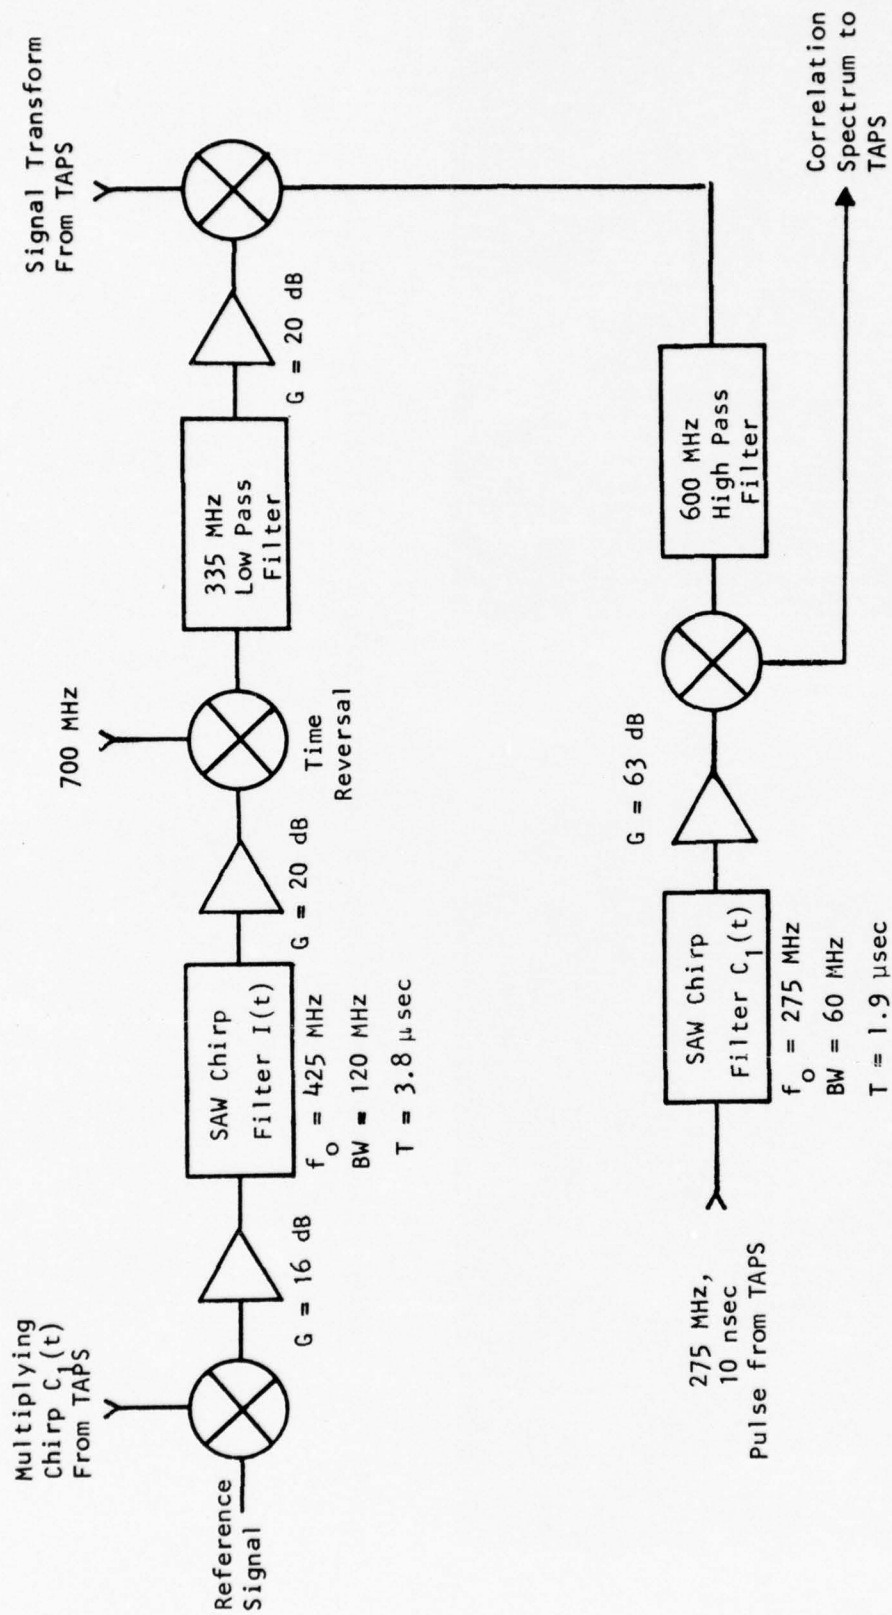 Multiplying
Chirp C1(t)
From TAPS
Reference
Signal
G = 16 dB
SAW Chirp
Filter I(t)
fo = 425 MHz
BW = 120 MHz
T = 3.8 μsec
G = 20 dB
700 MHz
Time
Reversal
335 MHz
Low Pass
Filter
G = 20 dB
Signal Transform
From TAPS
275 MHz,
10 nsec
Pulse from TAPS
SAW Chirp
Filter C1(t)
fo = 275 MHz
BW = 60 MHz
T = 1.9 μsec
G = 63 dB
600 MHz
High Pass
Filter
Correlation
Spectrum to
TAPS